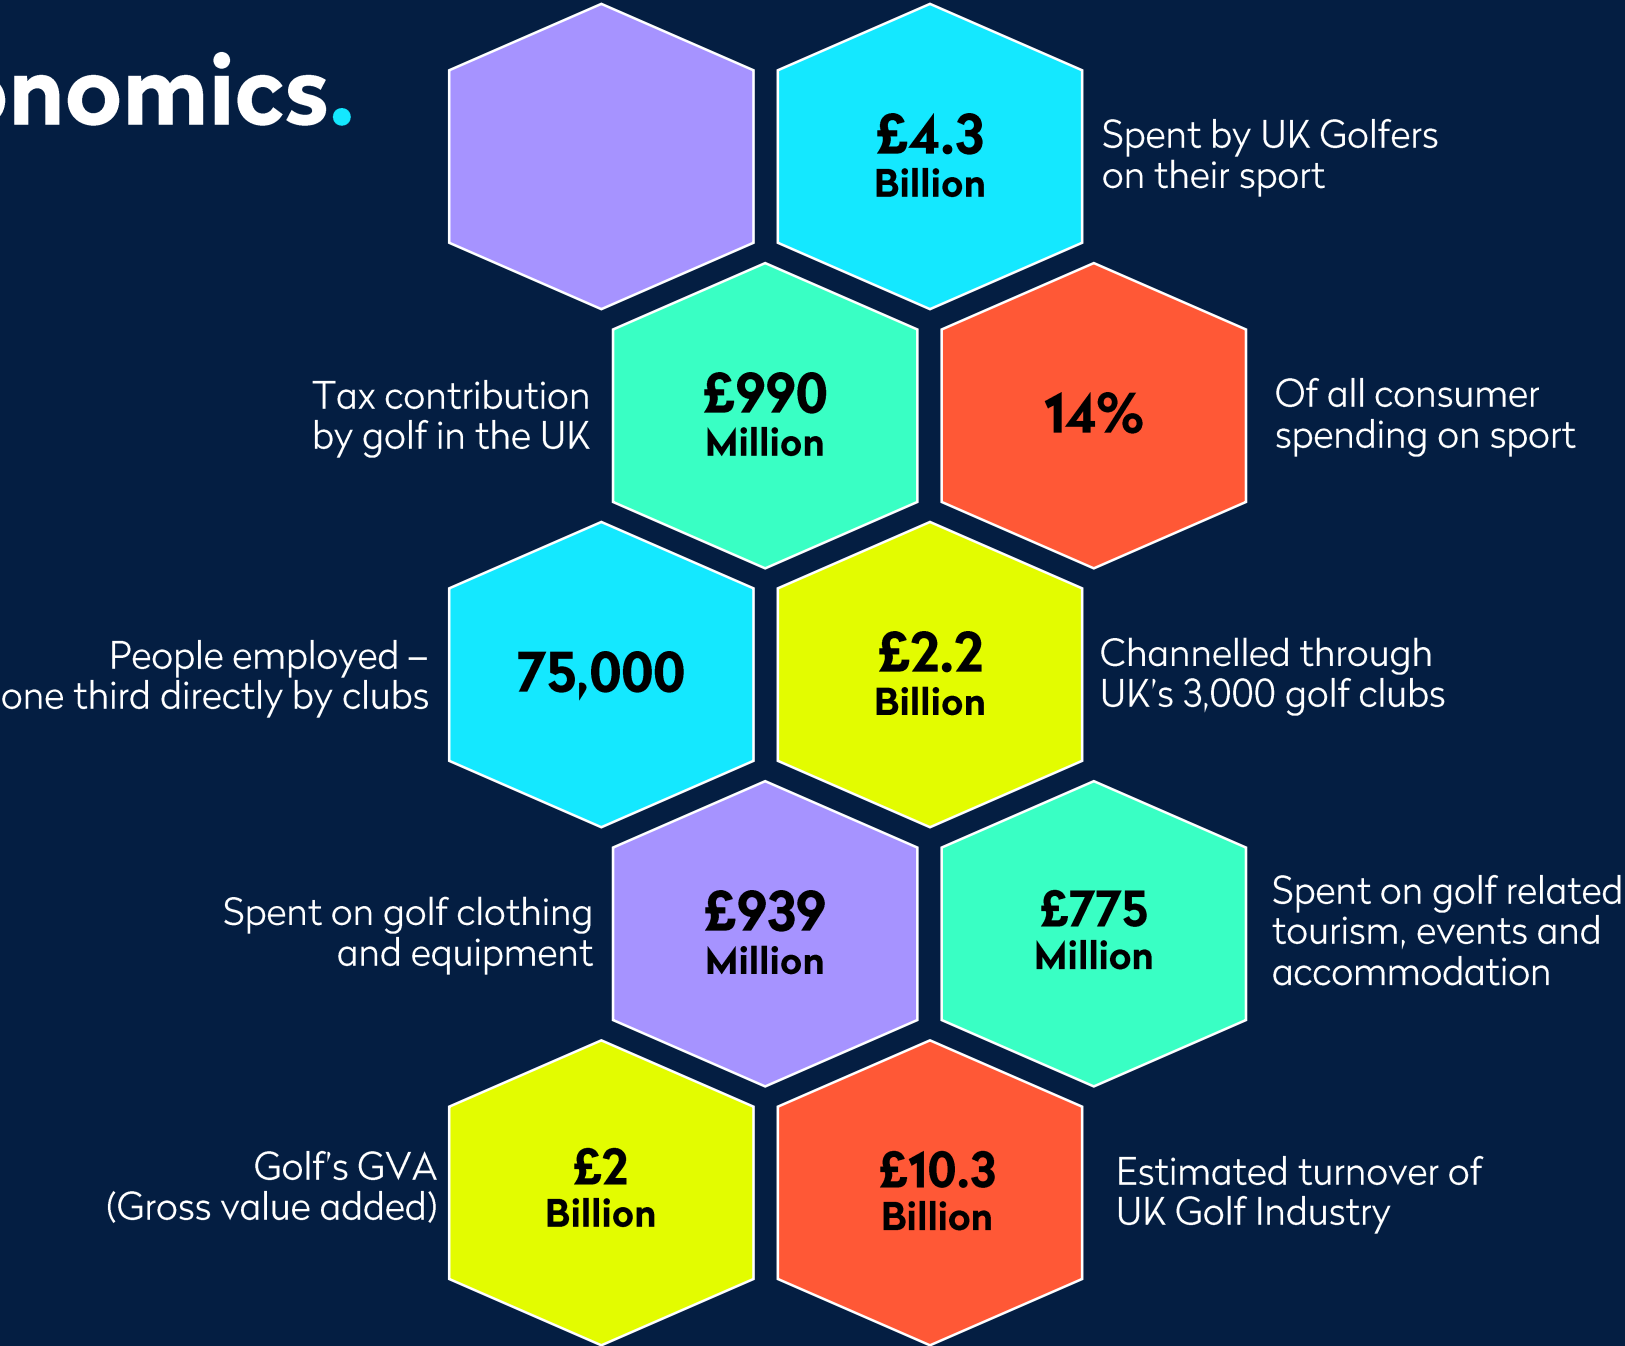 onomics.
£4.3
Billion
Spent by UK Golfers
on their sport
Tax contribution
by golf in the UK
£990
Million
14%
Of all consumer
spending on sport
People employed –
one third directly by clubs
75,000
£2.2
Billion
Channelled through
UK's 3,000 golf clubs
Spent on golf clothing
and equipment
£939
Million
£775
Million
Spent on golf related
tourism, events and
accommodation
Golf's GVA
(Gross value added)
£2
Billion
£10.3
Billion
Estimated turnover of
UK Golf Industry